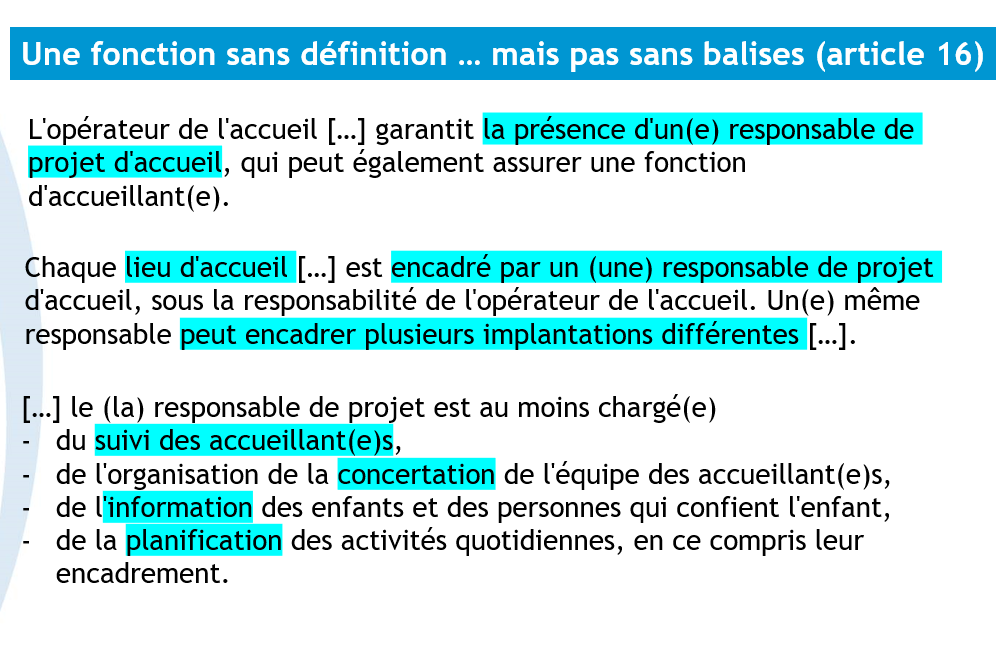 Une fonction sans définition … mais pas sans balises (article 16)
L'opérateur de l'accueil […] garantit la présence d'un(e) responsable de
projet d'accueil, qui peut également assurer une fonction
d'accueillant(e).
Chaque lieu d'accueil […] est encadré par un (une) responsable de projet
d'accueil, sous la responsabilité de l'opérateur de l'accueil. Un(e) même
responsable peut encadrer plusieurs implantations différentes […].
[…] le (la) responsable de projet est au moins chargé(e)
- du suivi des accueillant(e)s,
- de l'organisation de la concertation de l'équipe des accueillant(e)s,
- de l'information des enfants et des personnes qui confient l'enfant,
- de la planification des activités quotidiennes, en ce compris leur
encadrement.